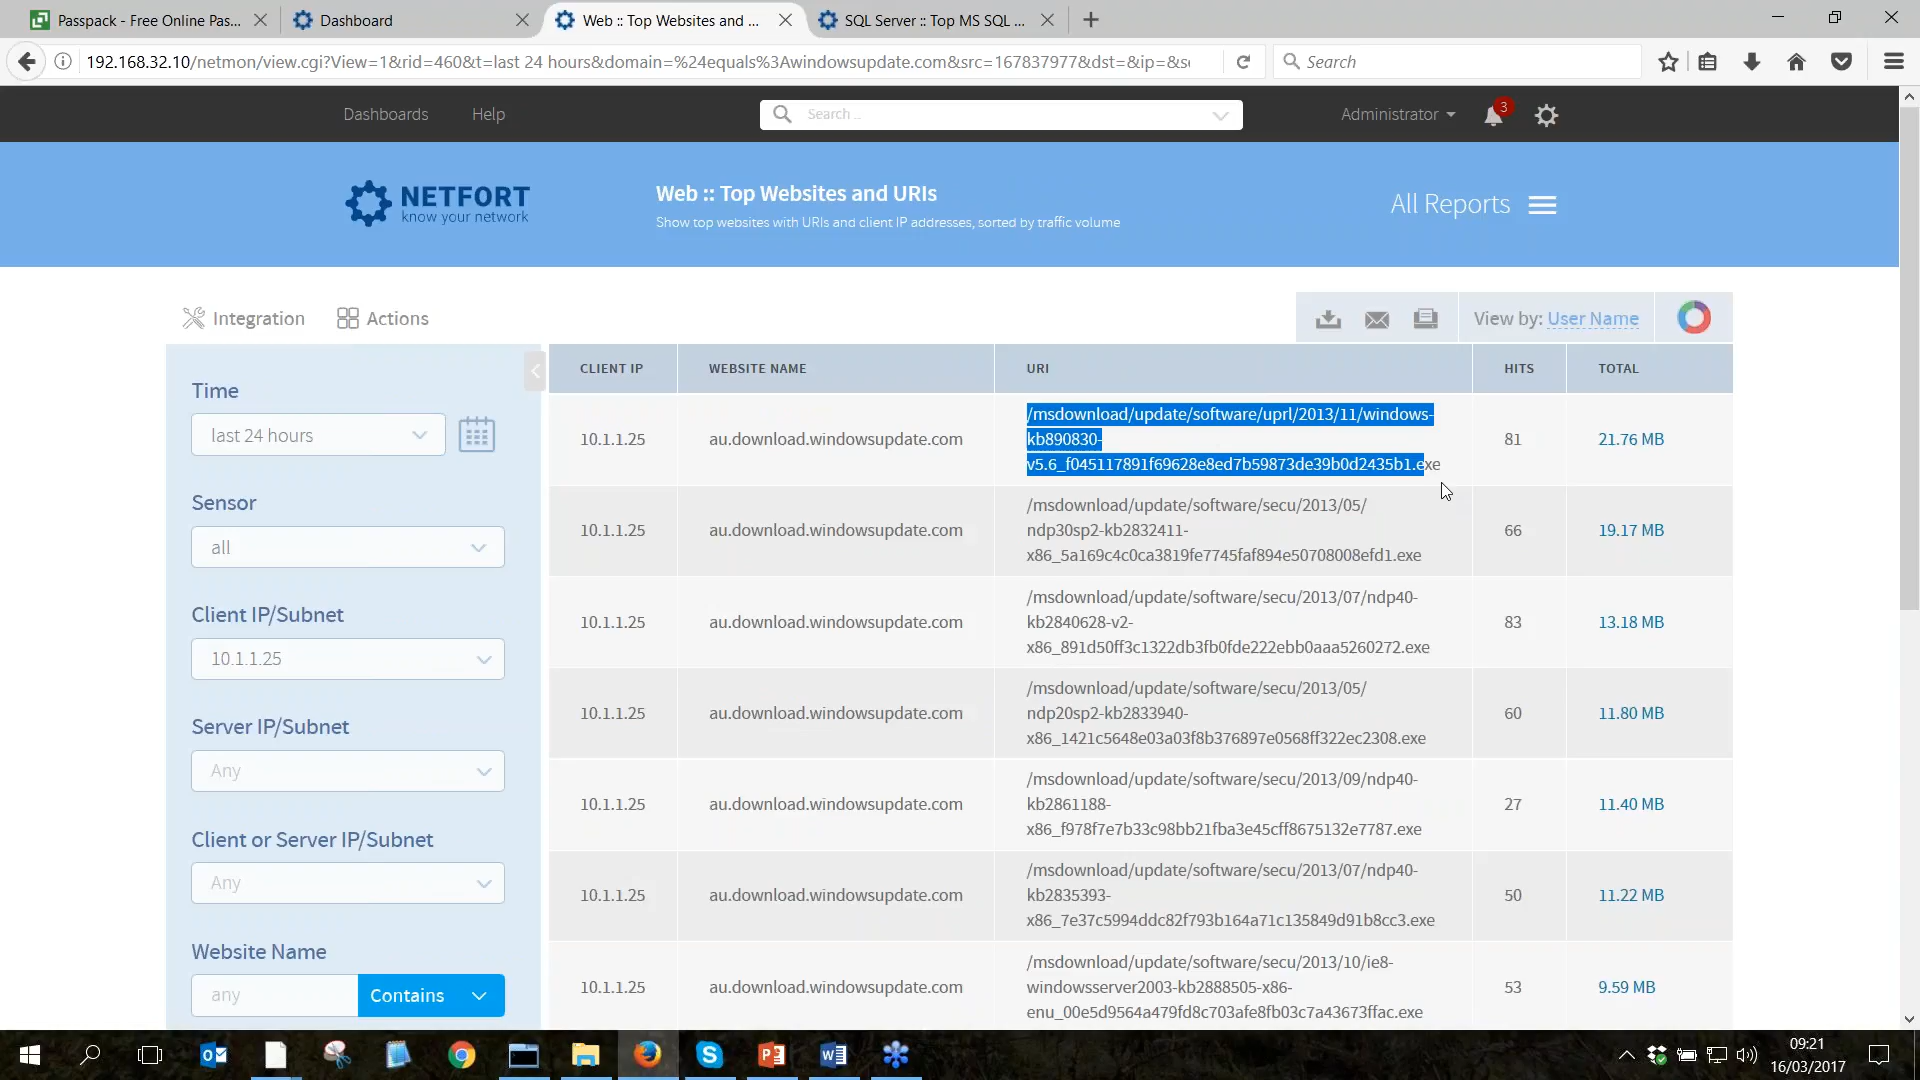 Passpack - Free Online Pas...
Dashboard
Web :: Top Websites and ...
SQL Server :: Top MS SQL ...
192.168.32.10/netmon/view.cgi?View=1&rid=460&t=last 24 hours&domain=%24equals%3Awindowsupdate.com&src=167837977&dst=&ip=&s
Search
Dashboards
Help
Search ..
Administrator
3
NETFORT
know your network
Web :: Top Websites and URIs
Show top websites with URIs and client IP addresses, sorted by traffic volume
All Reports
Integration
Actions
View by: User Name
Time
last 24 hours
Sensor
all
Client IP/Subnet
10.1.1.25
Server IP/Subnet
Any
Client or Server IP/Subnet
Any
Website Name
any
Contains
CLIENT IP
WEBSITE NAME
URI
HITS
TOTAL
10.1.1.25
au.download.windowsupdate.com
/msdownload/update/software/uprl/2013/11/windows-
kb890830-
v5.6_f045117891f69628e8ed7b59873de39b0d2435b1.exe
81
21.76 MB
10.1.1.25
au.download.windowsupdate.com
/msdownload/update/software/secu/2013/05/
ndp30sp2-kb2832411-
x86_5a169c4c0ca3819fe7745faf894e50708008efd1.exe
66
19.17 MB
10.1.1.25
au.download.windowsupdate.com
/msdownload/update/software/secu/2013/07/ndp40-
kb2840628-v2-
x86_891d50ff3c1322db3fb0fde222ebb0aaa5260272.exe
83
13.18 MB
10.1.1.25
au.download.windowsupdate.com
/msdownload/update/software/secu/2013/05/
ndp20sp2-kb2833940-
x86_1421c5648e03a03f8b376897e0568ff322ec2308.exe
60
11.80 MB
10.1.1.25
au.download.windowsupdate.com
/msdownload/update/software/secu/2013/09/ndp40-
kb2861188-
x86_f978f7e7b33c98bb21fba3e45cff8675132e7787.exe
27
11.40 MB
10.1.1.25
au.download.windowsupdate.com
/msdownload/update/software/secu/2013/07/ndp40-
kb2835393-
x86_7e37c5994ddc82f793b164a71c135849d91b8cc3.exe
50
11.22 MB
10.1.1.25
au.download.windowsupdate.com
/msdownload/update/software/secu/2013/10/ie8-
windowsserver2003-kb2888505-x86-
enu_00e5d9564a479fd8c703afe8fb03c7a43673ffac.exe
53
9.59 MB
09:21
16/03/2017